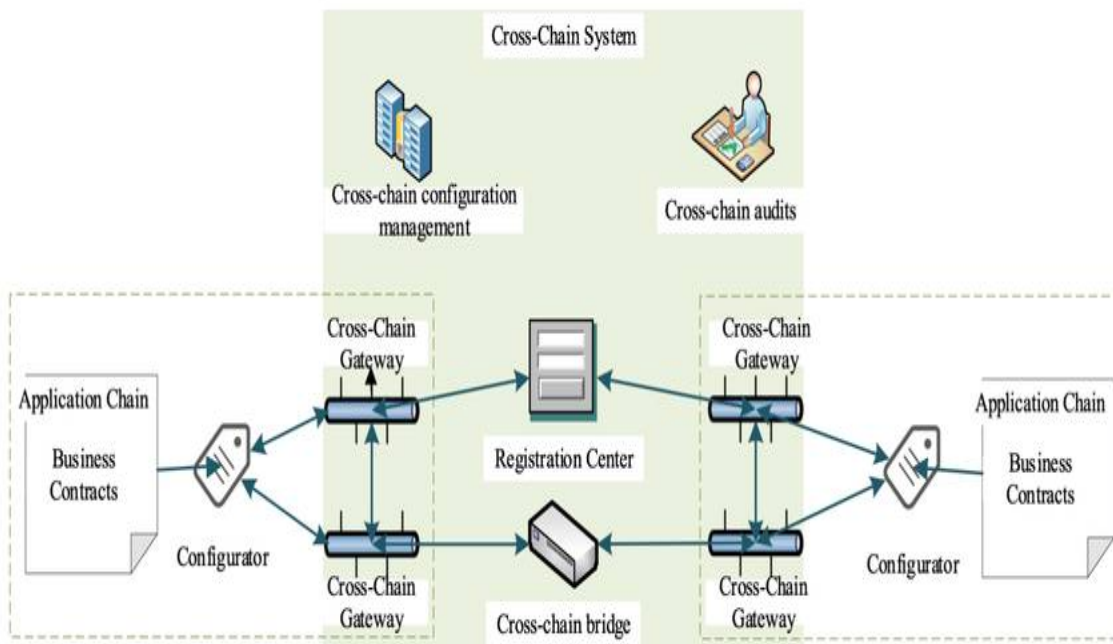 Cross-Chain System
Cross-chain configuration
management
Cross-chain audits
Cross-Chain
Gateway
Cross-Chain
Gateway
Application Chain
Business
Contracts
Configurator
Registration Center
Application Chain
Business
Contracts
Configurator
Cross-Chain
Gateway
Cross-chain bridge
Cross-Chain
Gateway